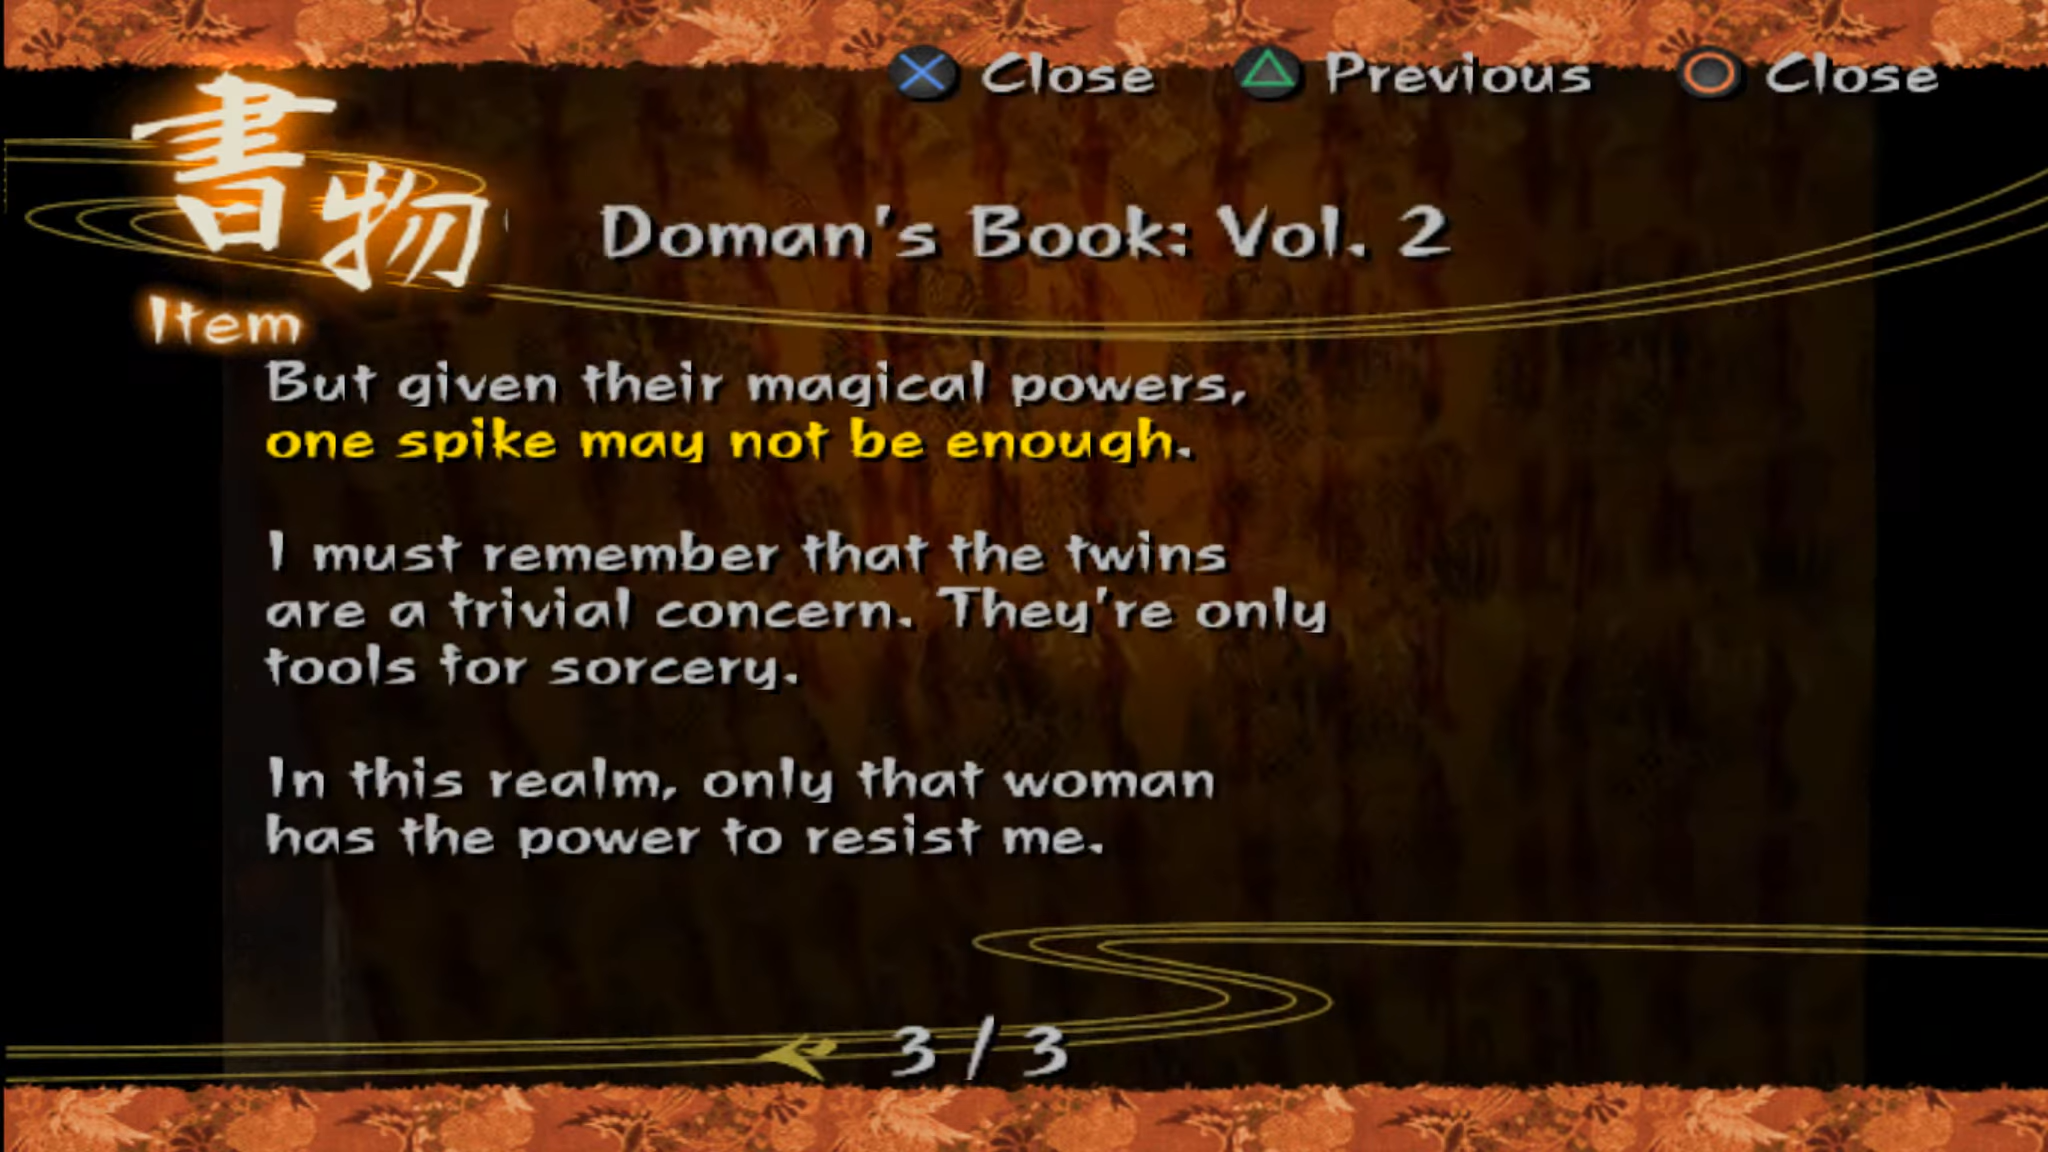 Close Previous Close
書物
Item
Doman's Book: Vol. 2
But given their magical powers,
one spike may not be enough.
I must remember that the twins
are a trivial concern. They're only
tools for sorcery.
In this realm, only that woman
has the power to resist me.
3 / 3